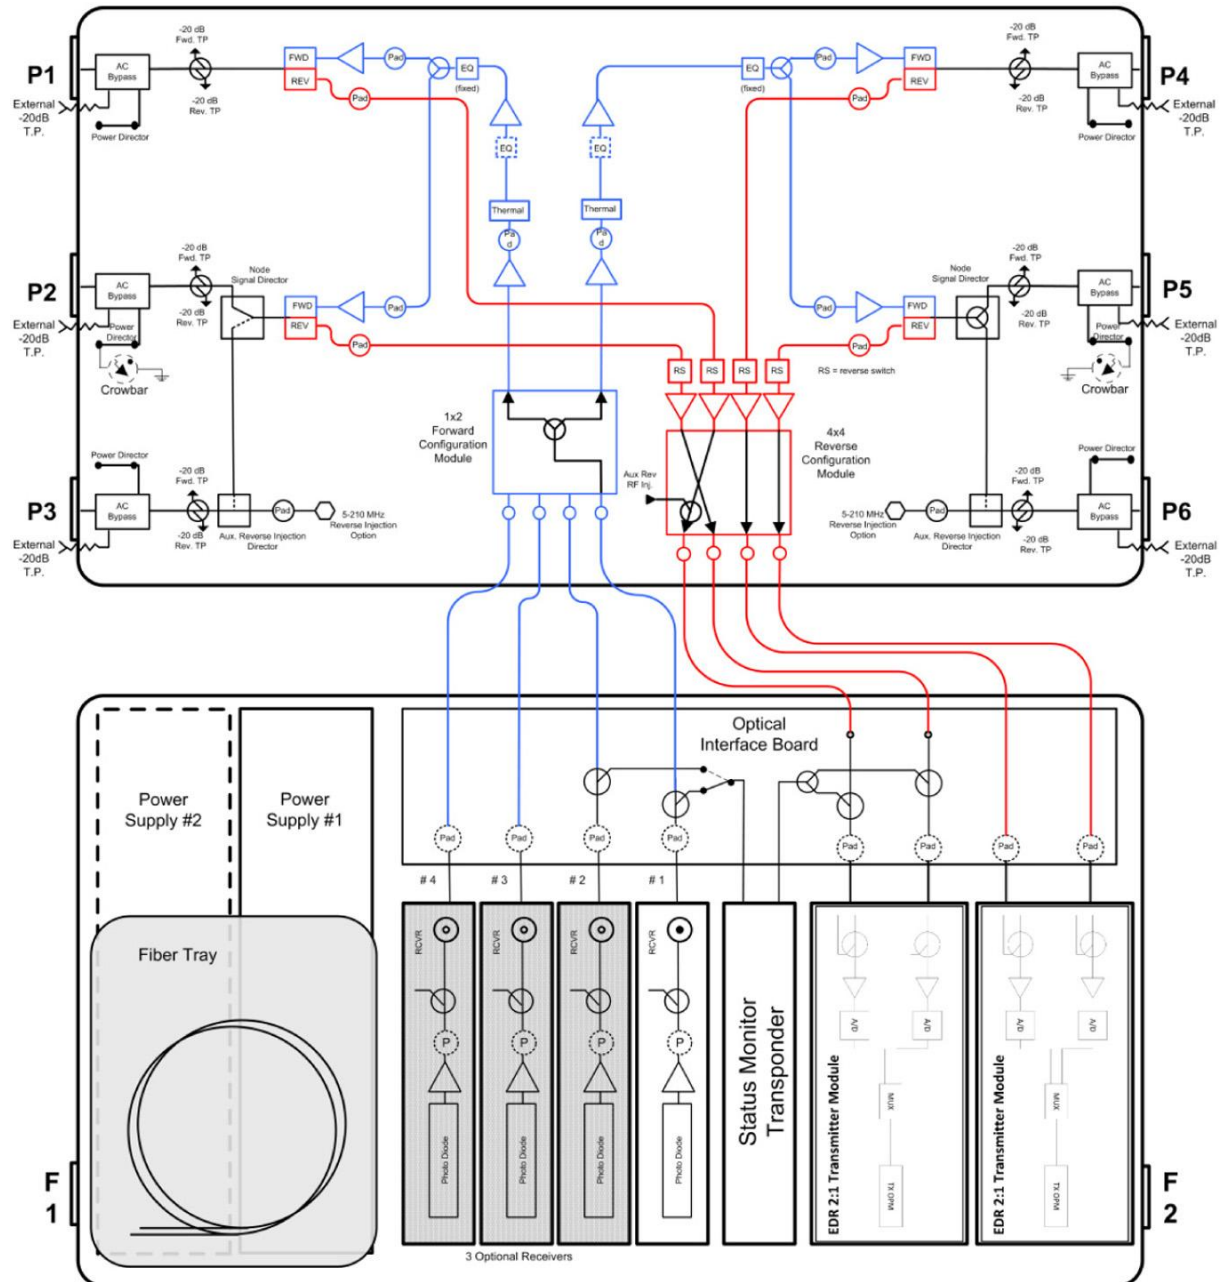 -20 dB
Fwd. TP
P1
AC
Bypass
-20 dB
Rev. TP
External
-20dB
T.P.
Power Director
FWD
REV
Pad
Pad
EQ
(fixed)
EQ
Thermal
Pa
d
EQ
(fixed)
EQ
Thermal
Pa
d
Pad
Pad
FWD
REV
-20 dB
Fwd. TP
-20 dB
Rev. TP
AC
Bypass
P4
External
-20dB
T.P.
Power Director
P2
AC
Bypass
-20 dB
Fwd. TP
-20 dB
Rev. TP
External
-20dB
T.P.
Power
Director
Crowbar
Node
Signal Director
FWD
REV
Pad
Pad
Pad
Pad
FWD
REV
Node
Signal Director
-20 dB
Fwd. TP
-20 dB
Rev. TP
AC
Bypass
P5
External
-20dB
T.P.
Power
Director
Crowbar
RS
RS
RS
RS
RS = reverse switch
1x2
Forward
Configuration
Module
4x4
Reverse
Configuration
Module
Aux Rev
RF Inj.
Power Director
P3
AC
Bypass
-20 dB
Fwd. TP
-20 dB
Rev. TP
External
-20dB
T.P.
Pad
Aux. Reverse Injection
Director
5-210 MHz
Reverse Injection
Option
5-210 MHz
Reverse Injection
Option
Pad
Aux. Reverse Injection
Director
-20 dB
Fwd. TP
-20 dB
Rev. TP
Power Director
AC
Bypass
P6
External
-20dB
T.P.
Optical
Interface Board
Power
Supply #2
Power
Supply #1
Pad
Pad
Pad
Pad
Pad
Pad
Pad
Pad
# 4
# 3
# 2
# 1
Fiber Tray
RCVR
RCVR
RCVR
RCVR
P
P
P
P
Photo Diode
Photo Diode
Photo Diode
Photo Diode
Status Monitor
Transponder
EDR 2:1 Transmitter Module
A/D
A/D
MUX
TX OPM
EDR 2:1 Transmitter Module
A/D
A/D
MUX
TX OPM
F
1
F
2
3 Optional Receivers